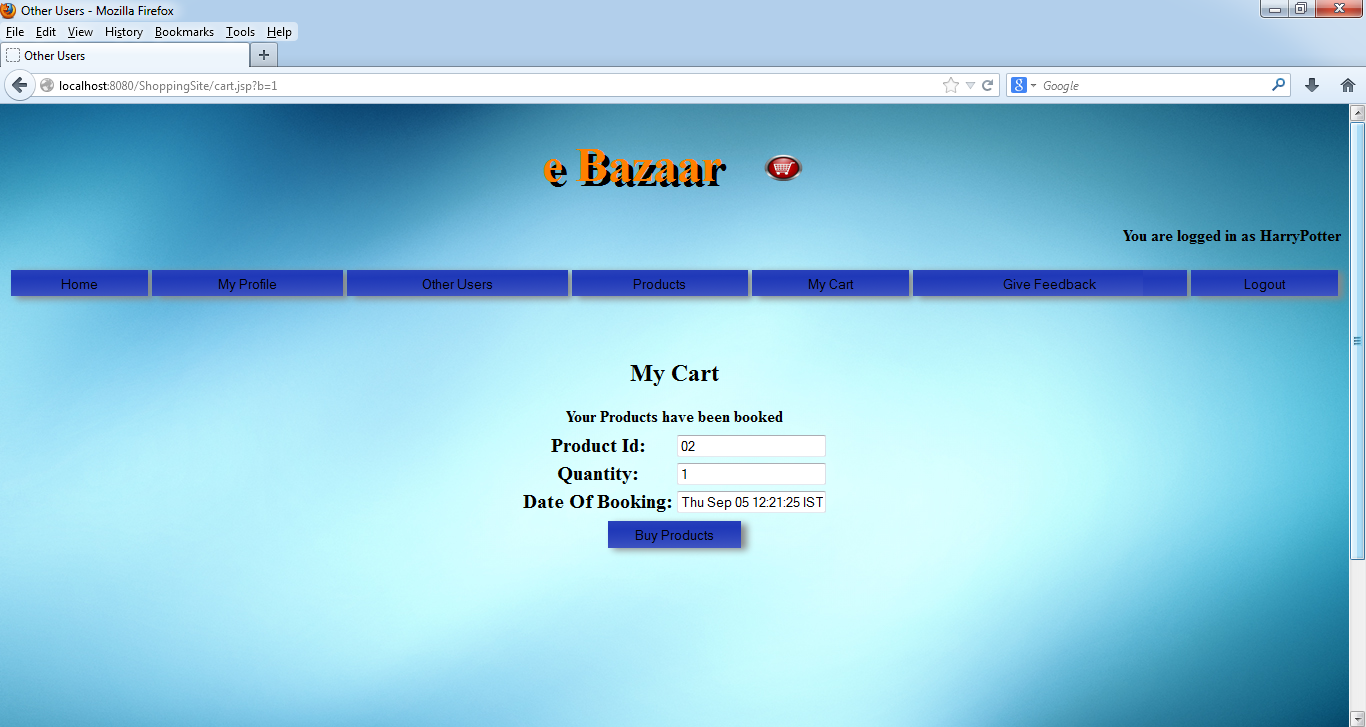 Other Users - Mozilla Firefox
File Edit View History Bookmarks Tools Help
Other Users
localhost:8080/ShoppingSite/cart.jsp?b=1
8 Google
e Bazaar
You are logged in as HarryPotter
Home My Profile Other Users Products My Cart Give Feedback Logout
My Cart
Your Products have been booked
Product Id: 02
Quantity: 1
Date Of Booking: Thu Sep 05 12:21:25 IST
Buy Products